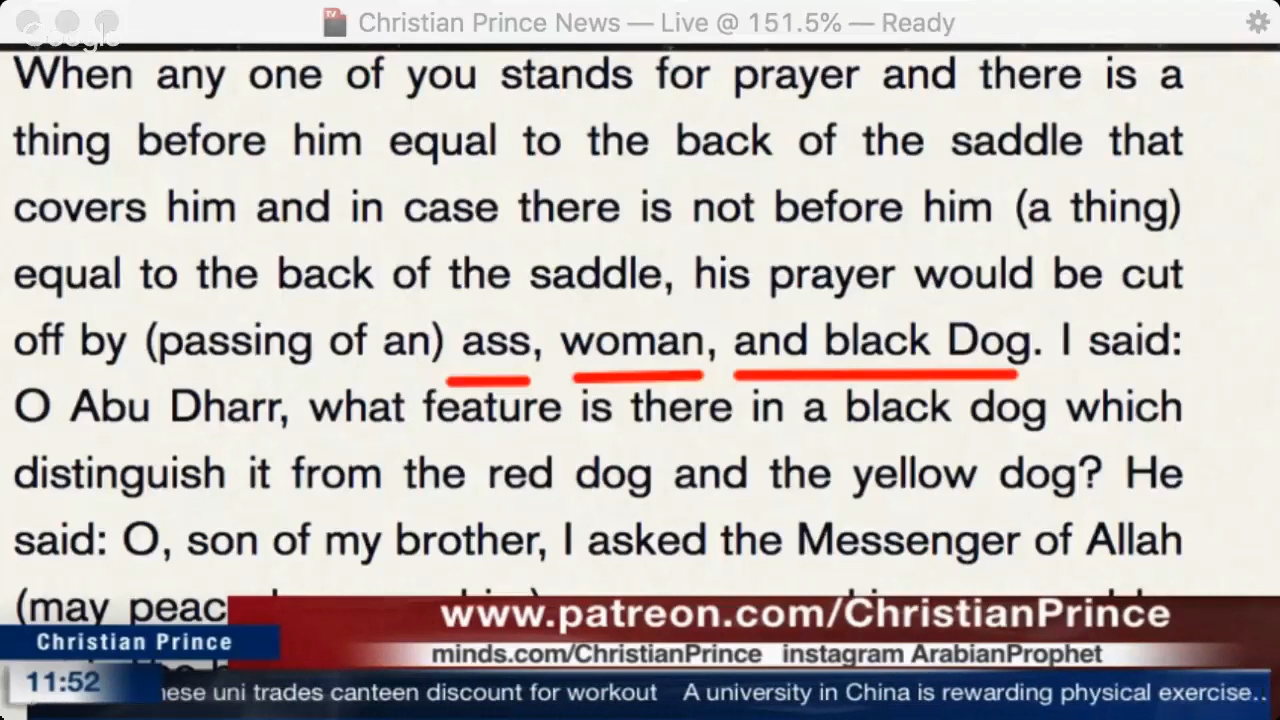 Christian Prince News — Live @ 151.5% — Ready
Google
When any one of you stands for prayer and there is a
thing before him equal to the back of the saddle that
covers him and in case there is not before him (a thing)
equal to the back of the saddle, his prayer would be cut
off by (passing of an) ass, woman, and black Dog. I said:
O Abu Dharr, what feature is there in a black dog which
distinguish it from the red dog and the yellow dog? He
said: O, son of my brother, I asked the Messenger of Allah
(may peac
www.patreon.com/ChristianPrince
Christian Prince
minds.com/ChristianPrince instagram ArabianProphet
11:52
uni trades canteen discount for workout A university in China is rewarding physical exercise..